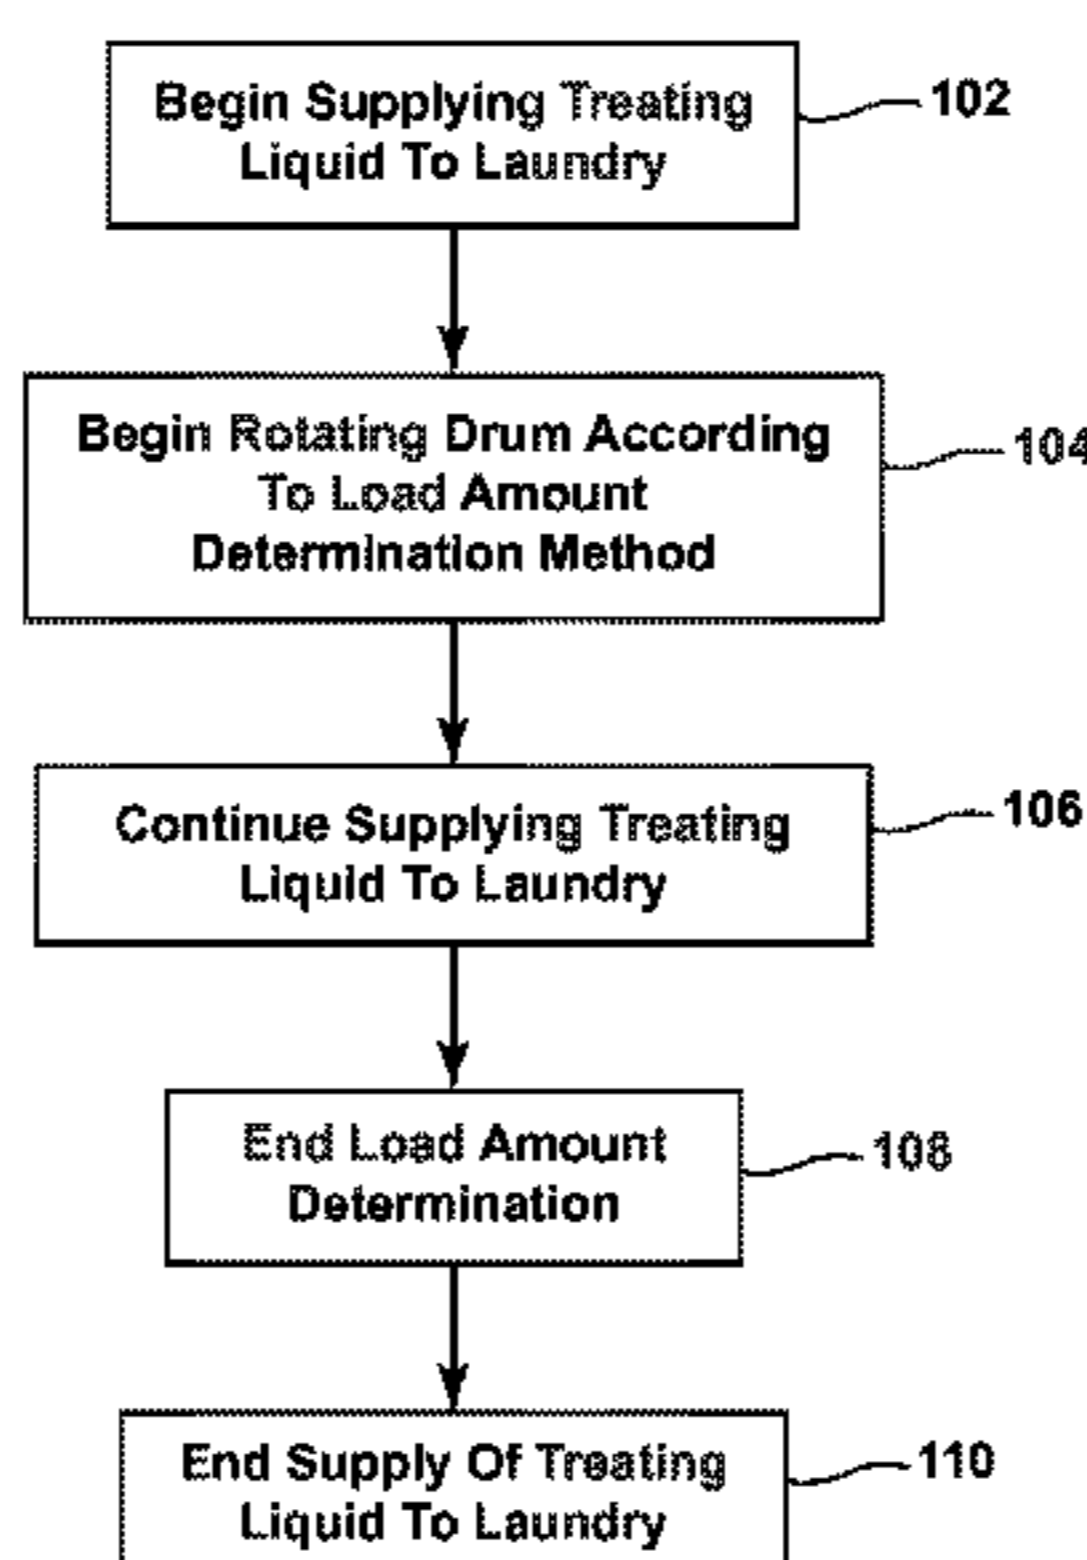 Begin Supplying Treating
Liquid To Laundry
102
Begin Rotating Drum According
To Load Amount
Determination Method
104
Continue Supplying Treating
Liquid To Laundry
106
End Load Amount
Determination
108
End Supply Of Treating
Liquid To Laundry
110